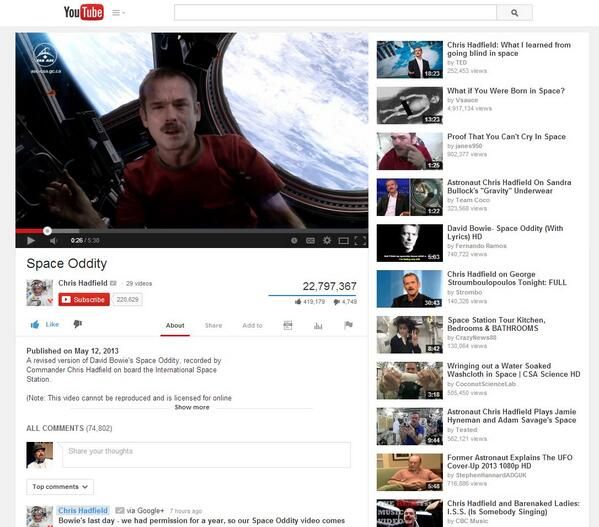 YouTube
CSA ASC
asc-csa.gc.ca
0:26 / 5:30
Space Oddity
Chris Hadfield · 29 videos
Subscribe 220,629
22,797,367
419,179 4,749
Like About Share Add to
Published on May 12, 2013
A revised version of David Bowie's Space Oddity, recorded by
Commander Chris Hadfield on board the International Space
Station.
(Note: This video cannot be reproduced and is licensed for online
Show more
ALL COMMENTS (74,802)
Share your thoughts
Top comments
Chris Hadfield via Google+ 7 hours ago
Bowie's last day - we had permission for a year, so our Space Oddity video comes
Chris Hadfield: What I learned from
going blind in space
by TED
252,453 views
18:23
What if You Were Born in Space?
by Vsauce
4,917,134 views
13:23
Proof That You Can't Cry In Space
by janes950
902,377 views
1:25
Astronaut Chris Hadfield On Sandra
Bullock's "Gravity" Underwear
by Team Coco
323,568 views
1:22
David Bowie- Space Oddity (With
Lyrics) HD
by Fernando Ramos
740,722 views
5:03
Chris Hadfield on George
Stroumboulopoulos Tonight: FULL
by Strombo
140,326 views
30:43
Space Station Tour Kitchen,
Bedrooms & BATHROOMS
by CrazyNews88
130,064 views
8:42
Wringing out a Water Soaked
Washcloth in Space | CSA Science HD
by CoconutScienceLab
505,450 views
3:18
Astronaut Chris Hadfield Plays Jamie
Hyneman and Adam Savage's Space
by Tested
562,121 views
9:44
Former Astronaut Explains The UFO
Cover-Up 2013 1080p HD
by StephenHannardADGUK
716,886 views
5:48
Chris Hadfield and Barenaked Ladies:
I.S.S. (Is Somebody Singing)
by CBC Music
MUSIC